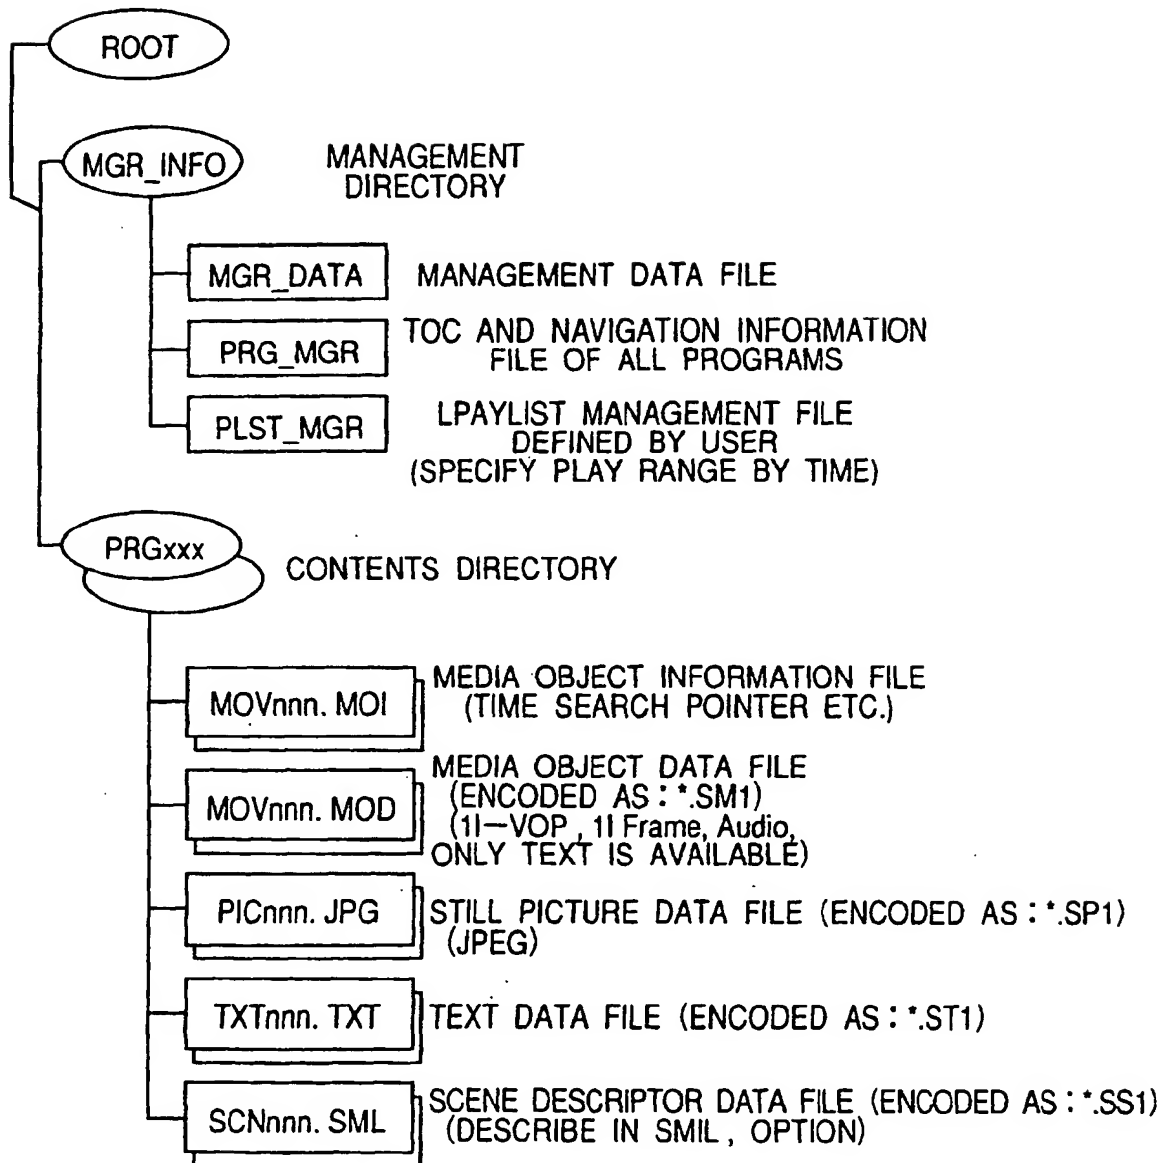 ROOT
MGR_INFO
MANAGEMENT
DIRECTORY
MGR_DATA
MANAGEMENT DATA FILE
PRG_MGR
TOC AND NAVIGATION INFORMATION
FILE OF ALL PROGRAMS
PLST_MGR
LPAYLIST MANAGEMENT FILE
DEFINED BY USER
(SPECIFY PLAY RANGE BY TIME)
PRGxxx
CONTENTS DIRECTORY
MOVnnn. MOI
MEDIA OBJECT INFORMATION FILE
(TIME SEARCH POINTER ETC.)
MOVnnn. MOD
MEDIA OBJECT DATA FILE
(ENCODED AS : *.SM1)
(1I—VOP , 1I Frame, Audio,
ONLY TEXT IS AVAILABLE)
PICnnn. JPG
STILL PICTURE DATA FILE (ENCODED AS : *.SP1)
(JPEG)
TXTnnn. TXT
TEXT DATA FILE (ENCODED AS : *.ST1)
SCNnnn. SML
SCENE DESCRIPTOR DATA FILE (ENCODED AS : *.SS1)
(DESCRIBE IN SMIL , OPTION)